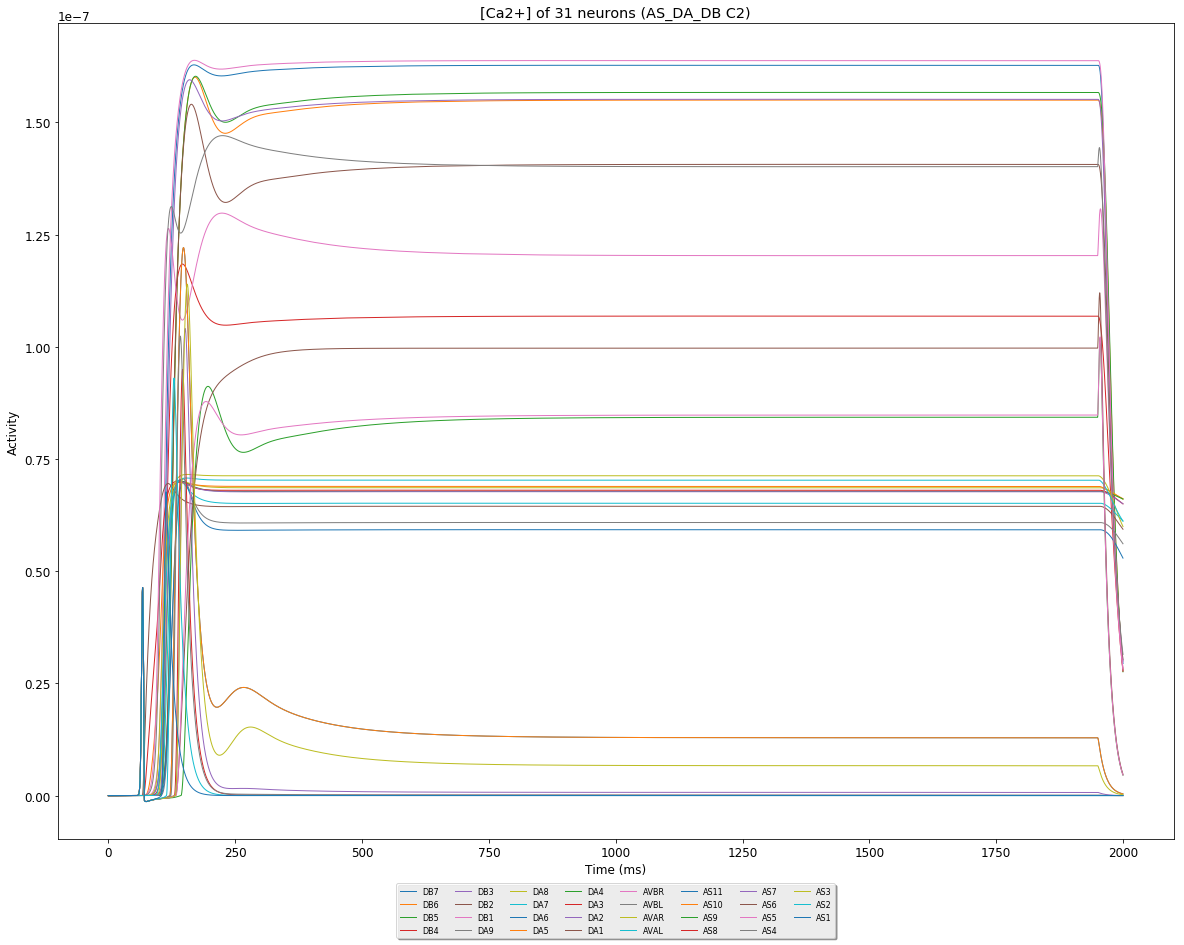 [Ca2+] of 31 neurons (AS_DA_DB C2)
1e−7
1.50
1.25
1.00
0.75
0.50
0.25
0.00
Activity
0 250 500 750 1000 1250 1500 1750 2000
Time (ms)
DB7 DB3 DA8 DA4 AVBR AS11 AS7 AS3
DB6 DB2 DA7 DA3 AVBL AS10 AS6 AS2
DB5 DB1 DA6 DA2 AVAR AS9 AS5 AS1
DB4 DA9 DA5 DA1 AVAL AS8 AS4